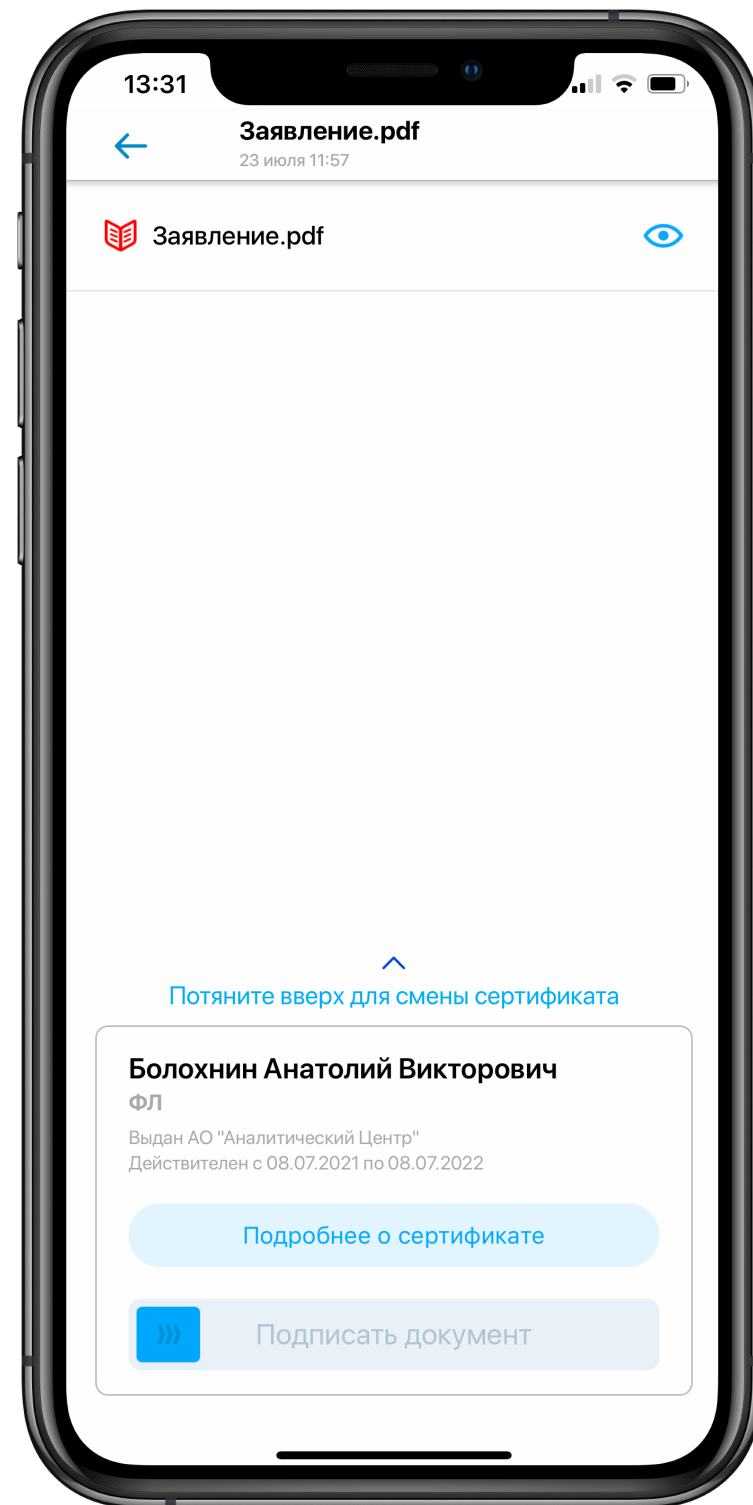 13:31
Заявление.pdf
23 июля 11:57
Заявление.pdf
Потяните вверх для смены сертификата
Болохнин Анатолий Викторович
ФЛ
Выдан АО "Аналитический Центр"
Действителен с 08.07.2021 по 08.07.2022
Подробнее о сертификате
Подписать документ